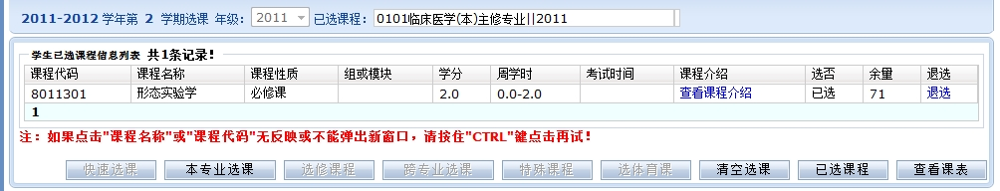 2011-2012 学年第 2 学期选课 年级： 2011 已选课程： 0101临床医学(本)主修专业||2011
学生已选课程信息列表 共1条记录！
课程代码 课程名称 课程性质 组或模块 学分 周学时 考试时间 课程介绍 选否 余量 退选
8011301 形态实验学 必修课 2.0 0.0-2.0 查看课程介绍 已选 71 退选
1
注：如果点击"课程名称"或"课程代码"无反映或不能弹出新窗口，请按住"CTRL"键点击再试！
快速选课 本专业选课 选修课程 跨专业选课 特殊课程 选体育课 清空选课 已选课程 查看课表